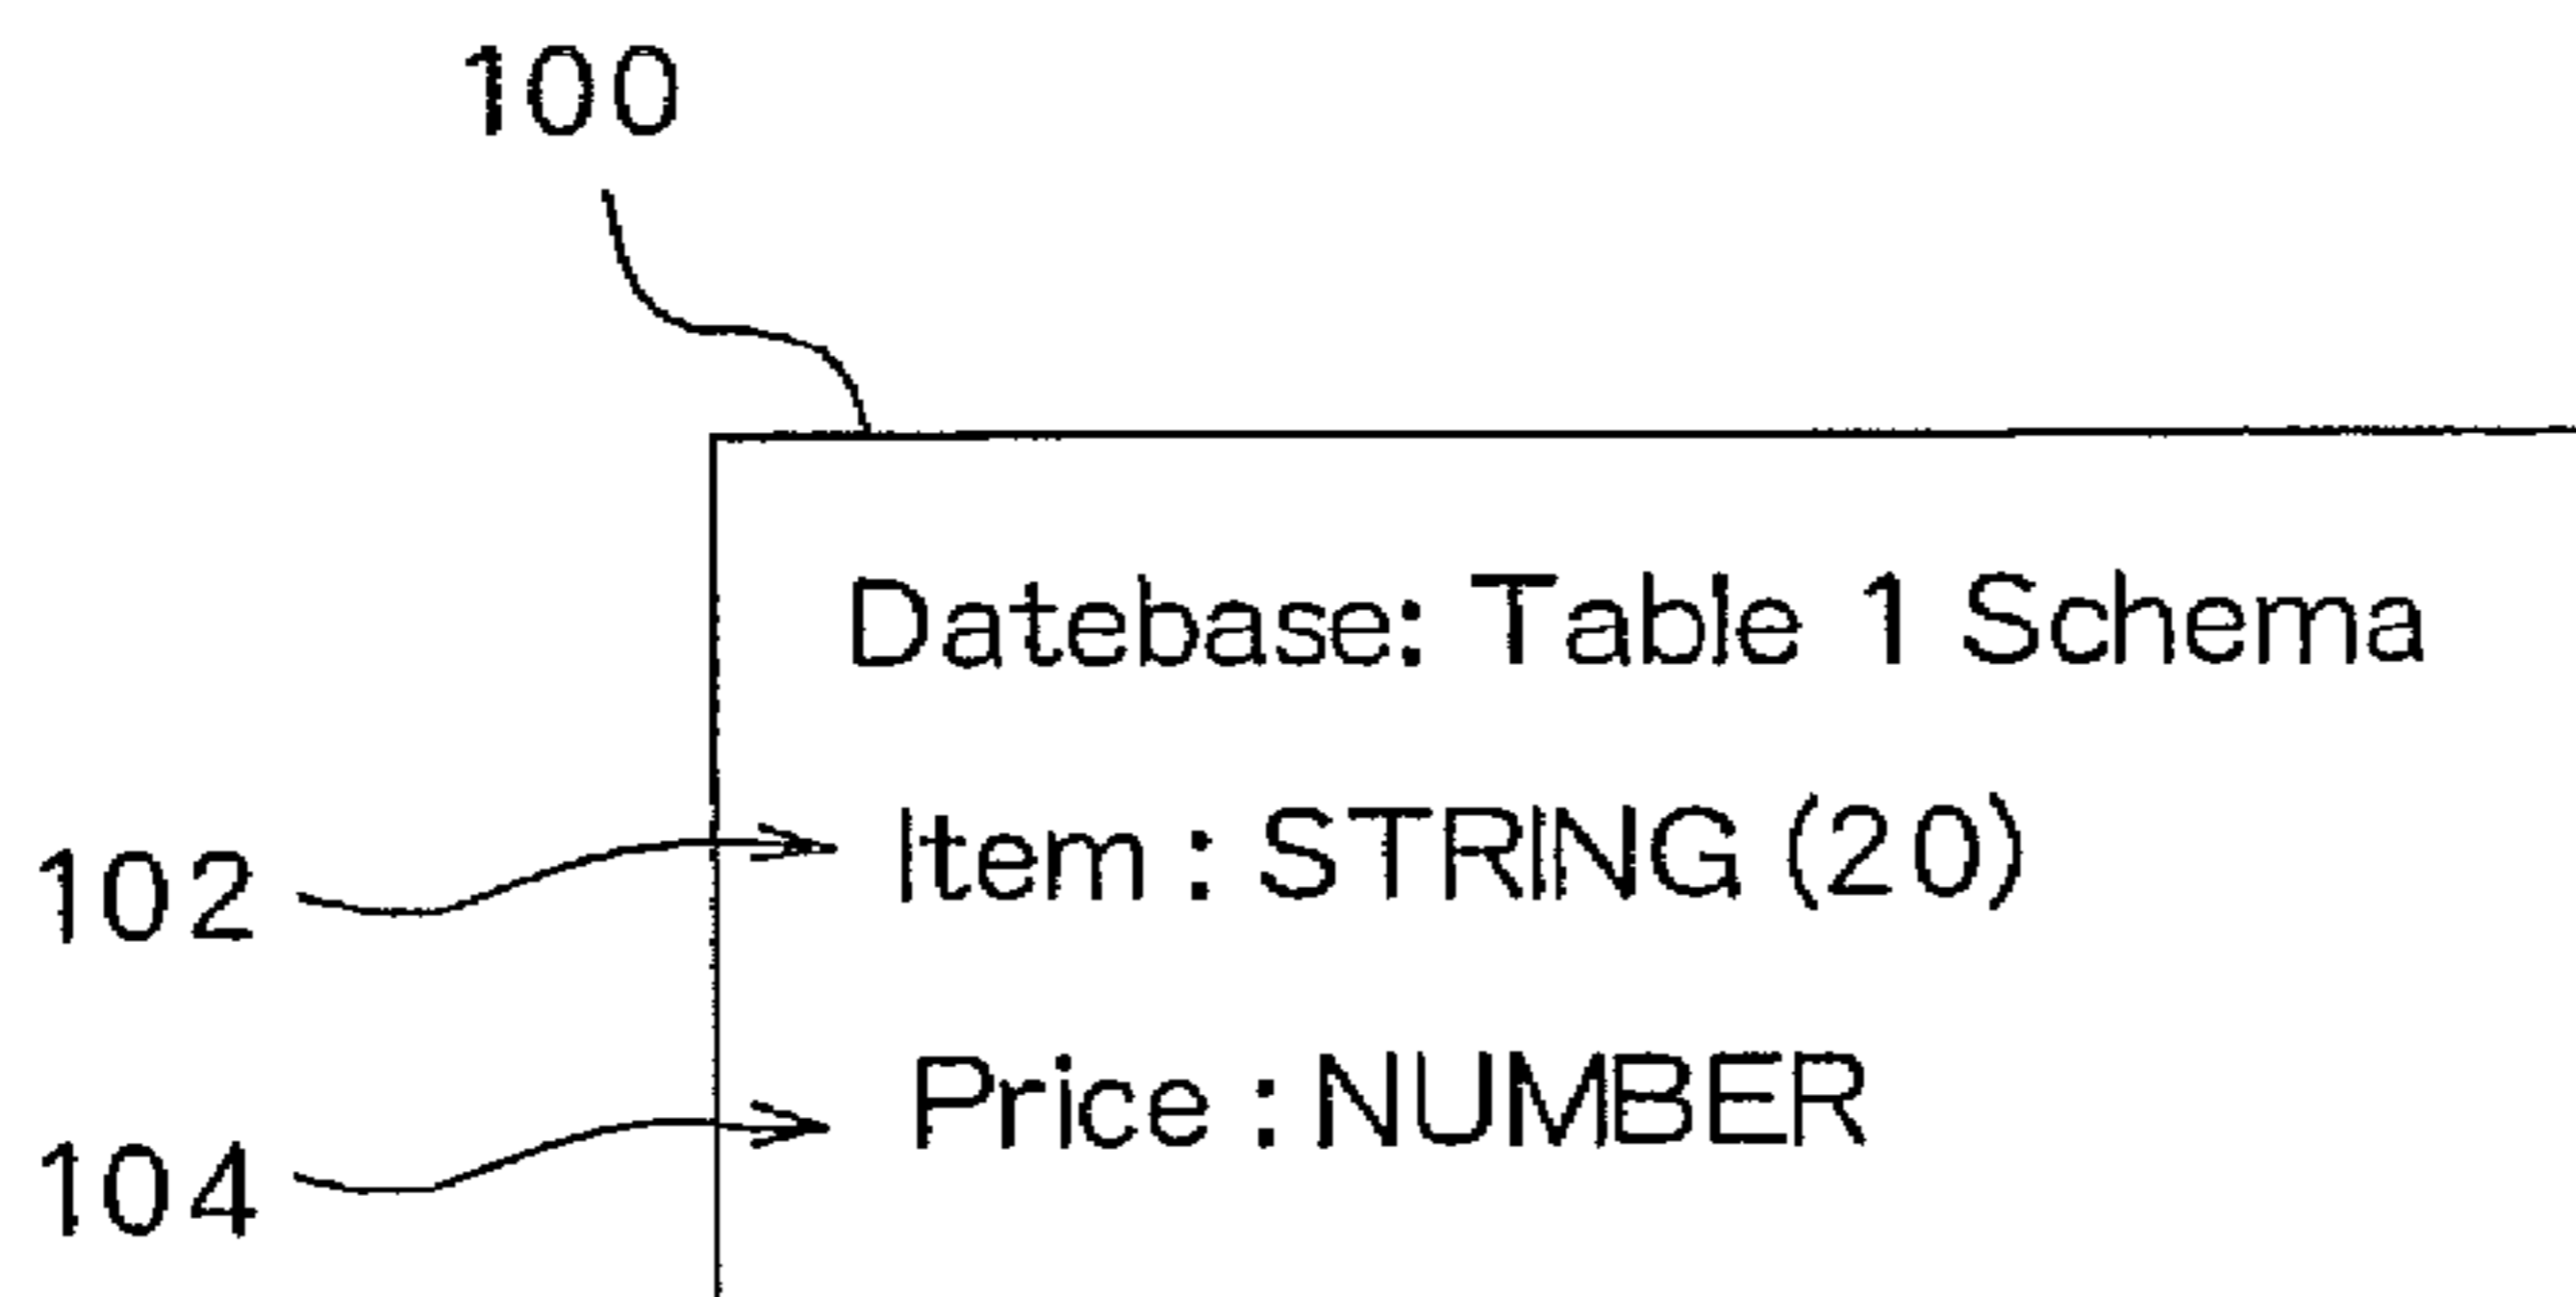 100
Datebase: Table 1 Schema
102
Item : STRING (20)
104
Price : NUMBER